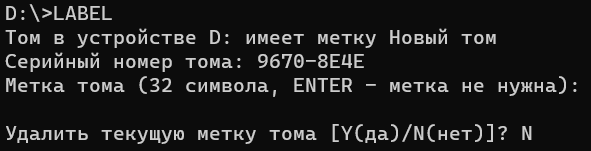 D:\>LABEL
Том в устройстве D: имеет метку Новый том
Серийный номер тома: 9670-8E4E
Метка тома (32 символа, ENTER - метка не нужна):
Удалить текущую метку тома [Y(да)/N(нет)]? N